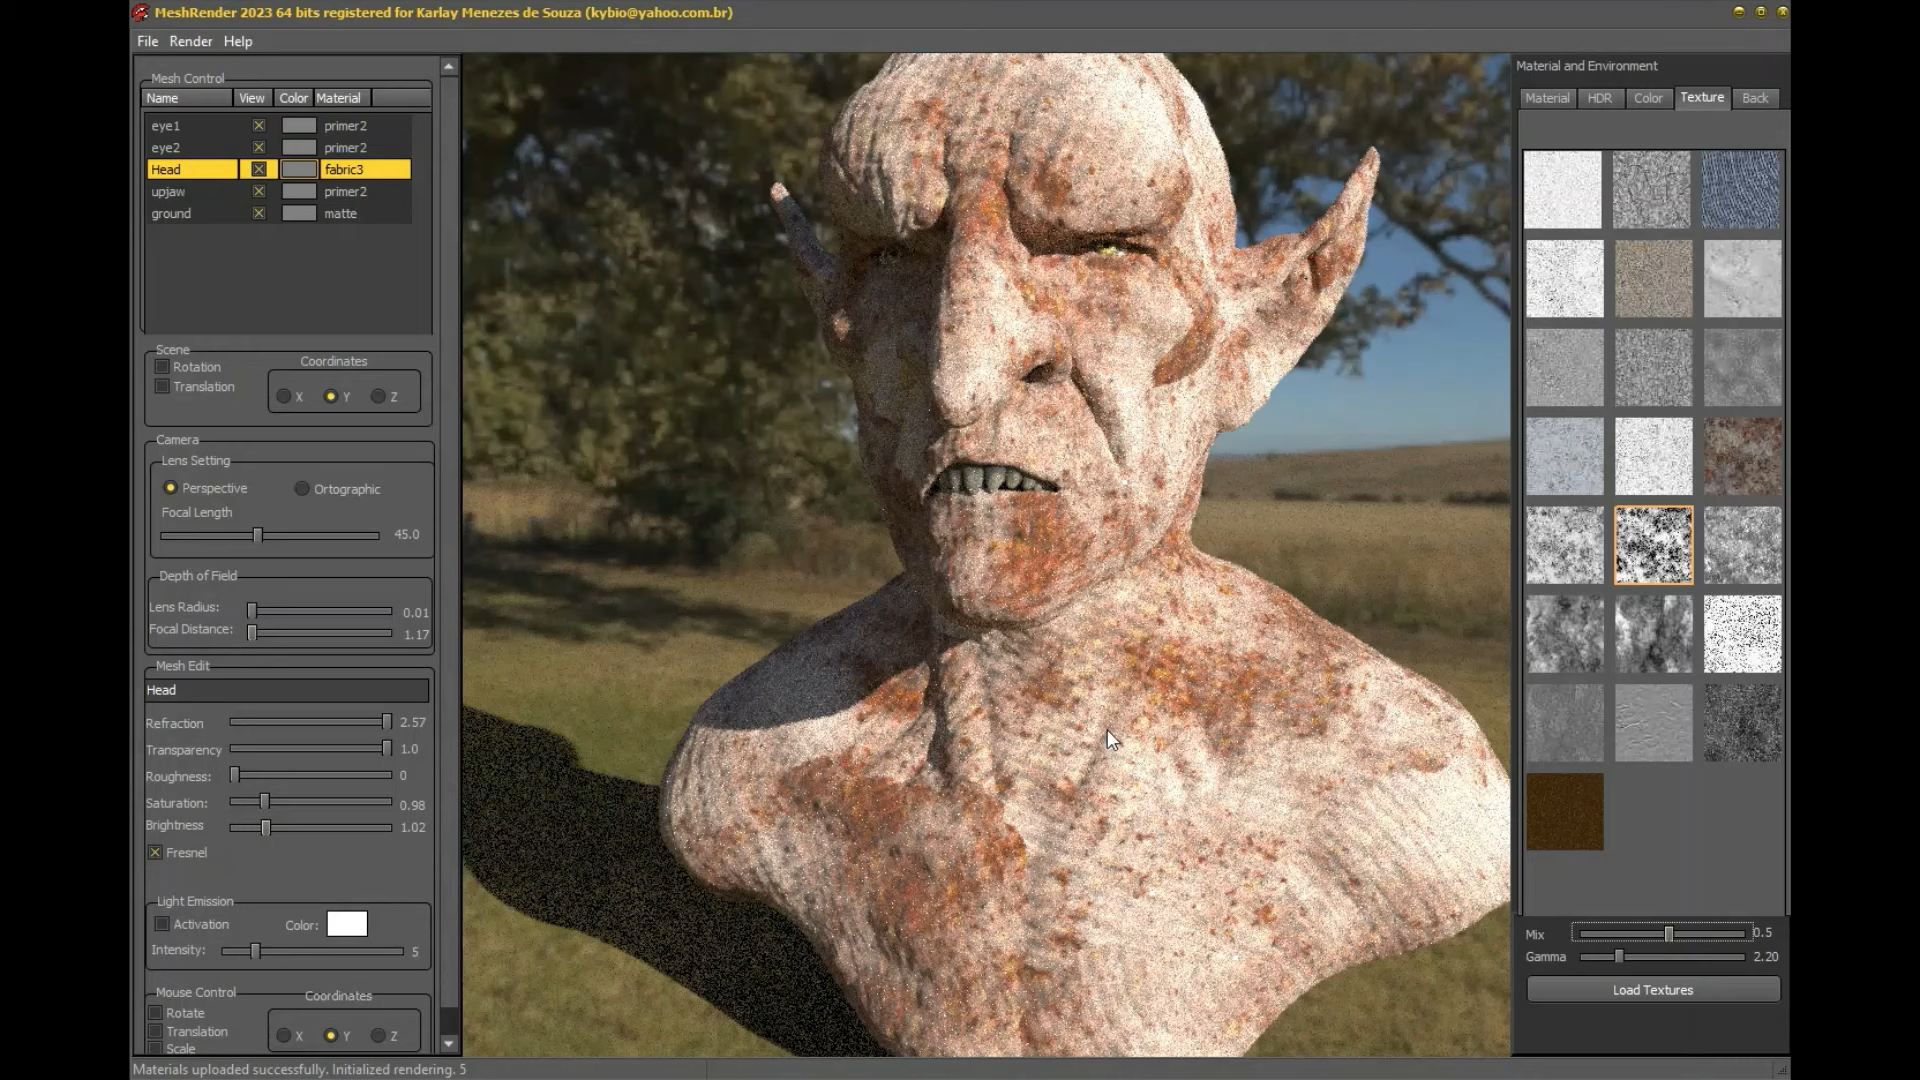 MeshRender 2023 64 bits registered for Karlay Menezes de Souza (kybio@yahoo.com.br)
File Render Help
Mesh Control
Name View Color Material
eye1 primer2
eye2 primer2
Head fabric3
upjaw primer2
ground matte
Scene
Rotation
Translation
Coordinates
X Y Z
Camera
Lens Setting
Perspective Ortographic
Focal Length
45.0
Depth of Field
Lens Radius: 0.01
Focal Distance: 1.17
Mesh Edit
Head
Refraction 2.57
Transparency 1.0
Roughness: 0
Saturation: 0.98
Brightness 1.02
Fresnel
Light Emission
Activation Color:
Intensity: 5
Mouse Control
Rotate
Translation
Scale
Coordinates
X Y Z
Materials uploaded successfully. Initialized rendering. 5
Material and Environment
Material HDR Color Texture Back
Mix 0.5
Gamma 2.20
Load Textures